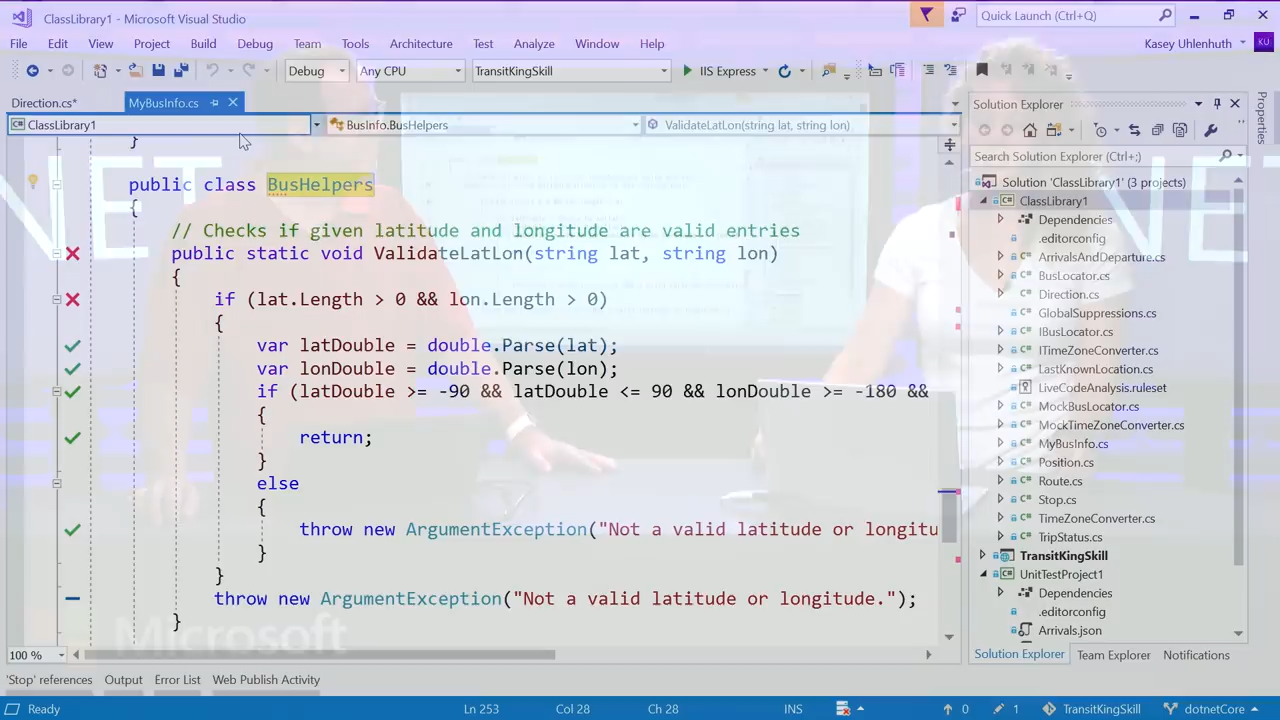 ClassLibrary1 - Microsoft Visual Studio
Quick Launch (Ctrl+Q)
File Edit View Project Build Debug Team Tools Architecture Test Analyze Window Help
Kasey Uhlenhuth KU
Debug Any CPU TransitKingSkill IIS Express
Direction.cs* MyBusInfo.cs
ClassLibrary1 BusInfo.BusHelpers ValidateLatLon(string lat, string lon)
}
public class BusHelpers
{
// Checks if given latitude and longitude are valid entries
public static void ValidateLatLon(string lat, string lon)
{
if (lat.Length > 0 && lon.Length > 0)
{
var latDouble = double.Parse(lat);
var lonDouble = double.Parse(lon);
if (latDouble >= -90 && latDouble <= 90 && lonDouble >= -180 &&
{
return;
}
else
{
throw new ArgumentException("Not a valid latitude or longitu
}
}
throw new ArgumentException("Not a valid latitude or longitude.");
}
100 %
'Stop' references Output Error List Web Publish Activity
Ready Ln 253 Col 28 Ch 28 INS 0 1 TransitKingSkill dotnetCore
Solution Explorer
Search Solution Explorer (Ctrl+;)
Solution 'ClassLibrary1' (3 projects)
ClassLibrary1
Dependencies
.editorconfig
ArrivalsAndDeparture.cs
BusLocator.cs
Direction.cs
GlobalSuppressions.cs
IBusLocator.cs
ITimeZoneConverter.cs
LastKnownLocation.cs
LiveCodeAnalysis.ruleset
MockBusLocator.cs
MockTimeZoneConverter.cs
MyBusInfo.cs
Position.cs
Route.cs
Stop.cs
TimeZoneConverter.cs
TripStatus.cs
TransitKingSkill
UnitTestProject1
Dependencies
.editorconfig
Arrivals.json
Solution Explorer Team Explorer Notifications
Properties
NET
NET
Microsoft